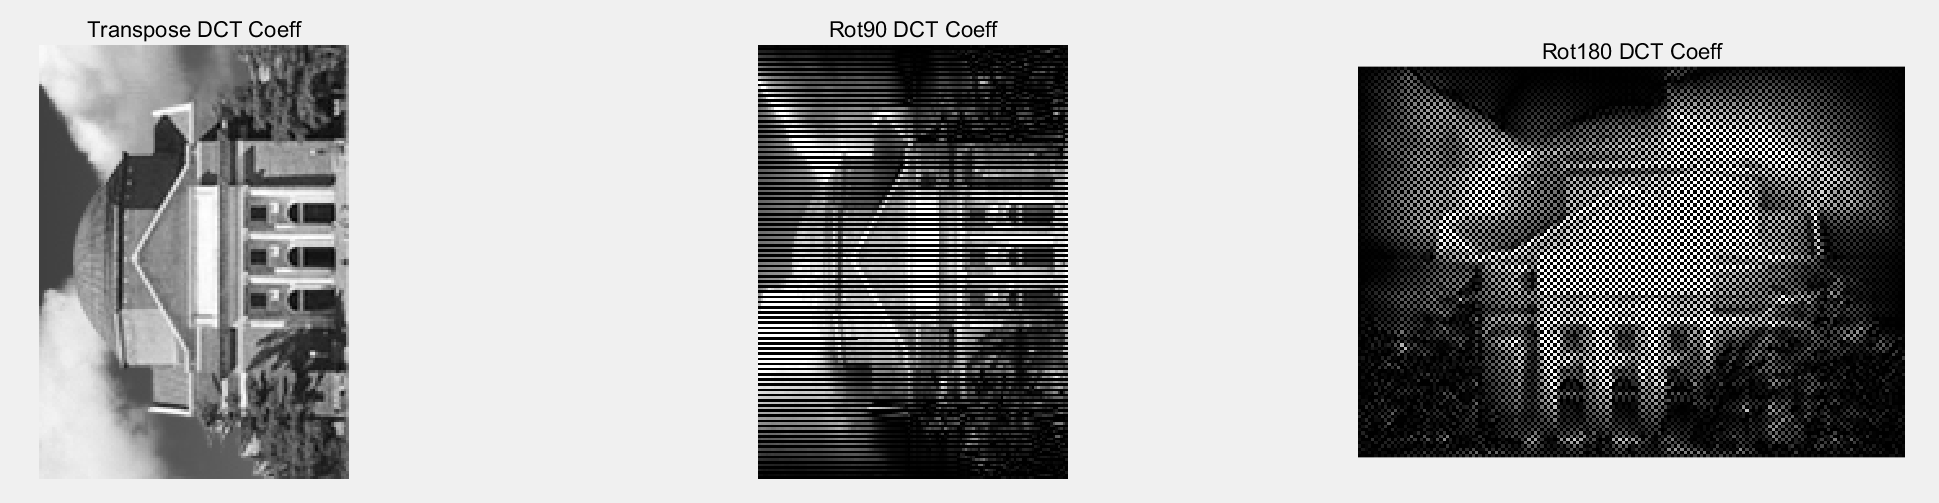 Transpose DCT Coeff
Rot90 DCT Coeff
Rot180 DCT Coeff